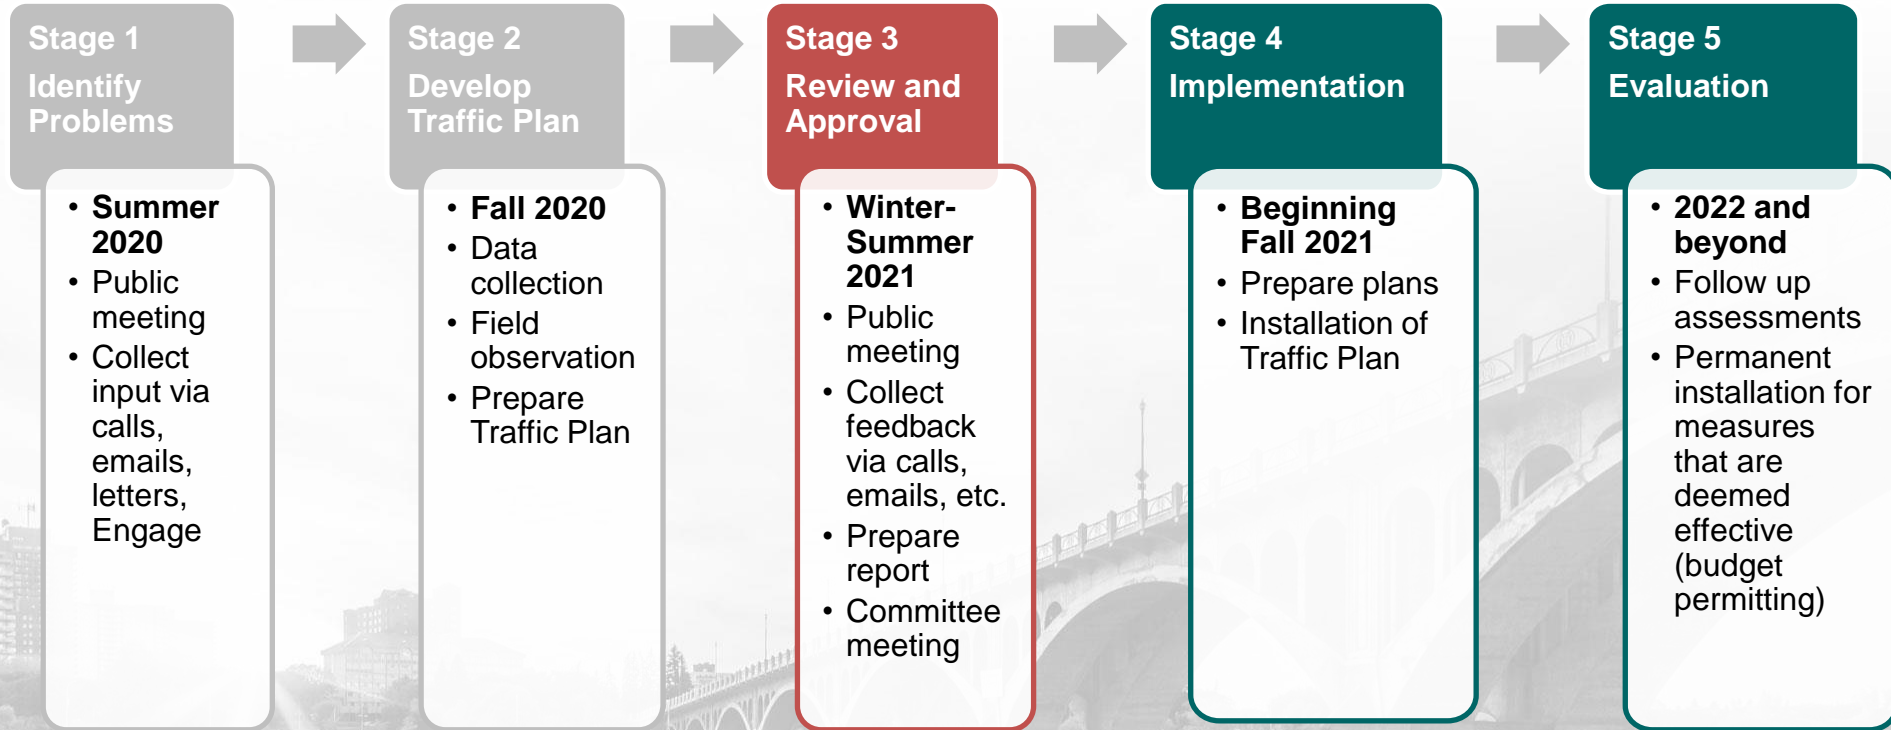 Stage 1
Identify
Problems
• Summer
2020
• Public
meeting
• Collect
input via
calls,
emails,
letters,
Engage
Stage 2
Develop
Traffic Plan
• Fall 2020
• Data
collection
• Field
observation
• Prepare
Traffic Plan
Stage 3
Review and
Approval
• Winter-
Summer
2021
• Public
meeting
• Collect
feedback
via calls,
emails, etc.
• Prepare
report
• Committee
meeting
Stage 4
Implementation
• Beginning
Fall 2021
• Prepare plans
• Installation of
Traffic Plan
Stage 5
Evaluation
• 2022 and
beyond
• Follow up
assessments
• Permanent
installation for
measures
that are
deemed
effective
(budget
permitting)